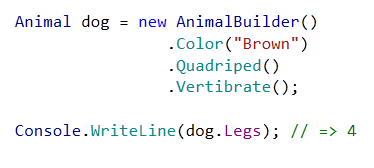 Animal dog = new AnimalBuilder()
.Color("Brown")
.Quadriped()
.Vertibrate();
Console.WriteLine(dog.Legs); // => 4